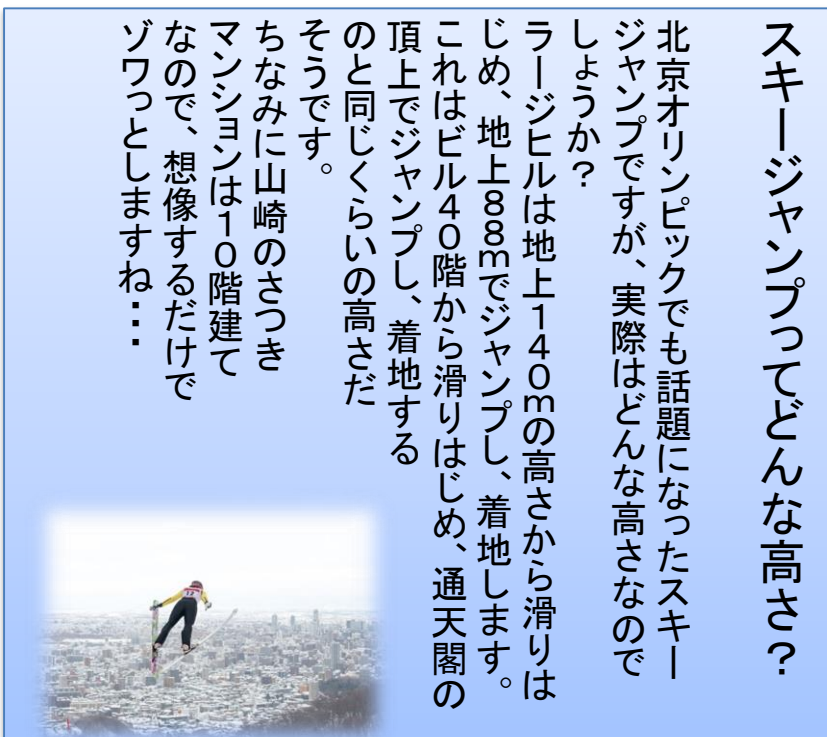 スキージャンプってどんな高さ？
北京オリンピックでも話題になったスキー
ジャンプですが、実際はどんな高さなので
しょうか？
ラージヒルは地上１４０ｍの高さから滑りは
じめ、地上８８ｍでジャンプし、着地します。
これはビル４０階から滑りはじめ、通天閣の
頂上でジャンプし、着地する
のと同じくらいの高さだ
そうです。
ちなみに山崎のさつき
マンションは１０階建て
なので、想像するだけで
ゾワっとしますね・・・